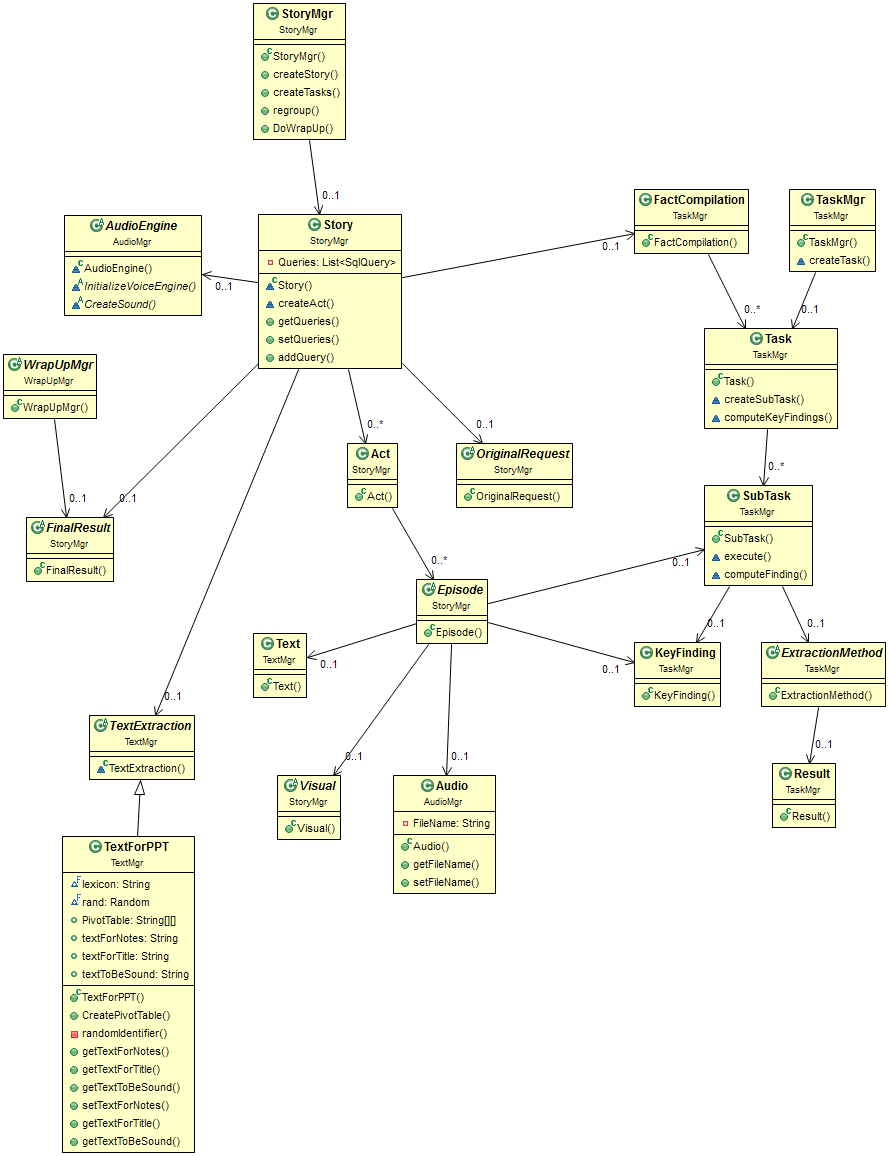 StoryMgr
StoryMgr
StoryMgr()
createStory()
createTasks()
regroup()
DoWrapUp()
0..1
AudioEngine
AudioMgr
AudioEngine()
InitializeVoiceEngine()
CreateSound()
0..1
Story
StoryMgr
Queries: List<SqlQuery>
Story()
createAct()
getQueries()
setQueries()
addQuery()
0..1
FactCompilation
TaskMgr
FactCompilation()
TaskMgr
TaskMgr
TaskMgr()
createTask()
0..*
0..1
Task
TaskMgr
Task()
createSubTask()
computeKeyFindings()
0..*
WrapUpMgr
WrapUpMgr
WrapUpMgr()
0..1
0..1
0..*
0..1
Act
StoryMgr
Act()
OriginalRequest
StoryMgr
OriginalRequest()
SubTask
TaskMgr
SubTask()
execute()
computeFinding()
FinalResult
StoryMgr
FinalResult()
0..*
0..1
Episode
StoryMgr
Episode()
0..1
0..1
Text
TextMgr
Text()
0..1
0..1
KeyFinding
TaskMgr
KeyFinding()
ExtractionMethod
TaskMgr
ExtractionMethod()
0..1
0..1
TextExtraction
TextMgr
TextExtraction()
0..1
0..1
Visual
StoryMgr
Visual()
Audio
AudioMgr
FileName: String
Audio()
getFileName()
setFileName()
0..1
Result
TaskMgr
Result()
TextForPPT
TextMgr
lexicon: String
rand: Random
PivotTable: String[][]
textForNotes: String
textForTitle: String
textToBeSound: String
TextForPPT()
CreatePivotTable()
randomIdentifier()
getTextForNotes()
getTextForTitle()
getTextToBeSound()
setTextForNotes()
getTextForTitle()
getTextToBeSound()